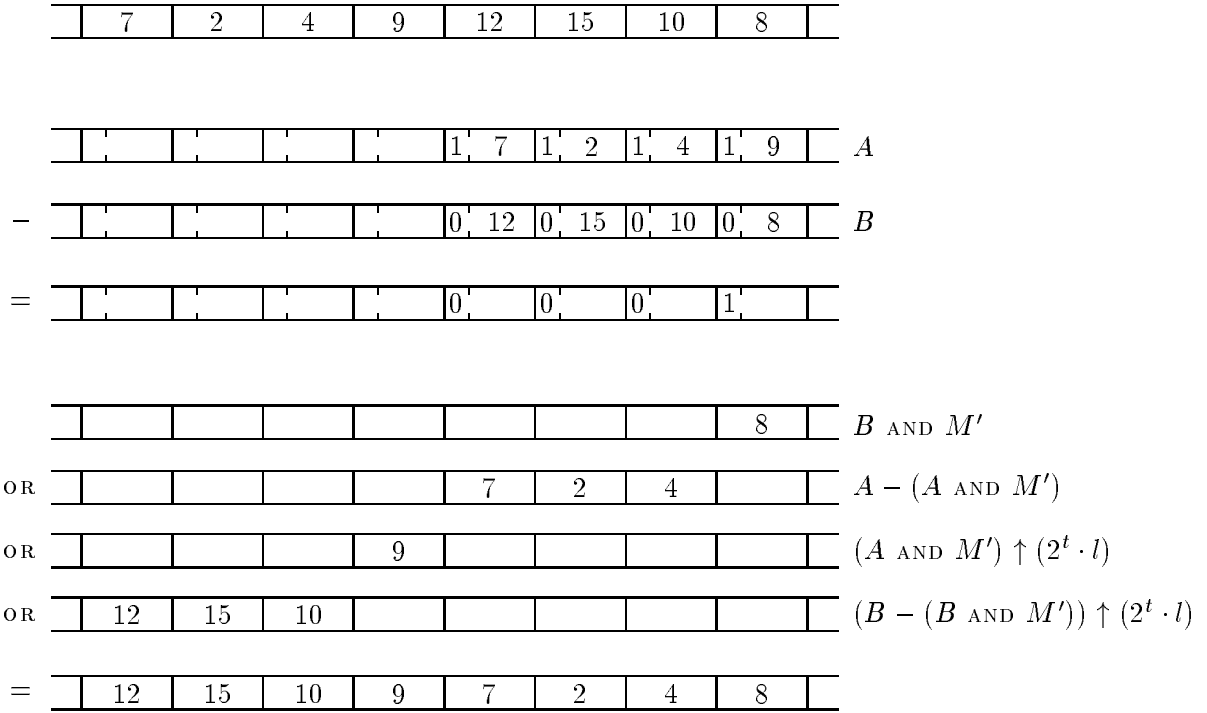 7 2 4 9 12 15 10 8
1 7 1 2 1 4 1 9 A
− 0 12 0 15 0 10 0 8 B
= 0 0 0 1
8 B AND M′
OR 7 2 4 A − (A AND M′)
OR 9 (A AND M′) ↑ (2^t · l)
OR 12 15 10 (B − (B AND M′)) ↑ (2^t · l)
= 12 15 10 9 7 2 4 8